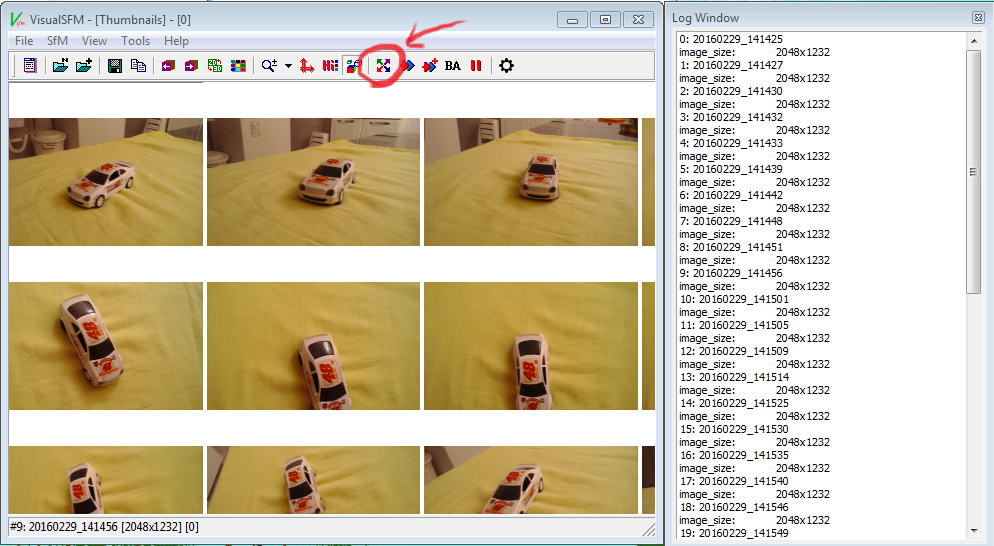 VisualSFM - [Thumbnails] - [0]
File SfM View Tools Help
BA
48
48
48
#9: 20160229_141456 [2048x1232] [0]
Log Window
0: 20160229_141425
image_size: 2048x1232
1: 20160229_141427
image_size: 2048x1232
2: 20160229_141430
image_size: 2048x1232
3: 20160229_141432
image_size: 2048x1232
4: 20160229_141433
image_size: 2048x1232
5: 20160229_141439
image_size: 2048x1232
6: 20160229_141442
image_size: 2048x1232
7: 20160229_141448
image_size: 2048x1232
8: 20160229_141451
image_size: 2048x1232
9: 20160229_141456
image_size: 2048x1232
10: 20160229_141501
image_size: 2048x1232
11: 20160229_141505
image_size: 2048x1232
12: 20160229_141509
image_size: 2048x1232
13: 20160229_141514
image_size: 2048x1232
14: 20160229_141525
image_size: 2048x1232
15: 20160229_141530
image_size: 2048x1232
16: 20160229_141535
image_size: 2048x1232
17: 20160229_141540
image_size: 2048x1232
18: 20160229_141546
image_size: 2048x1232
19: 20160229_141549